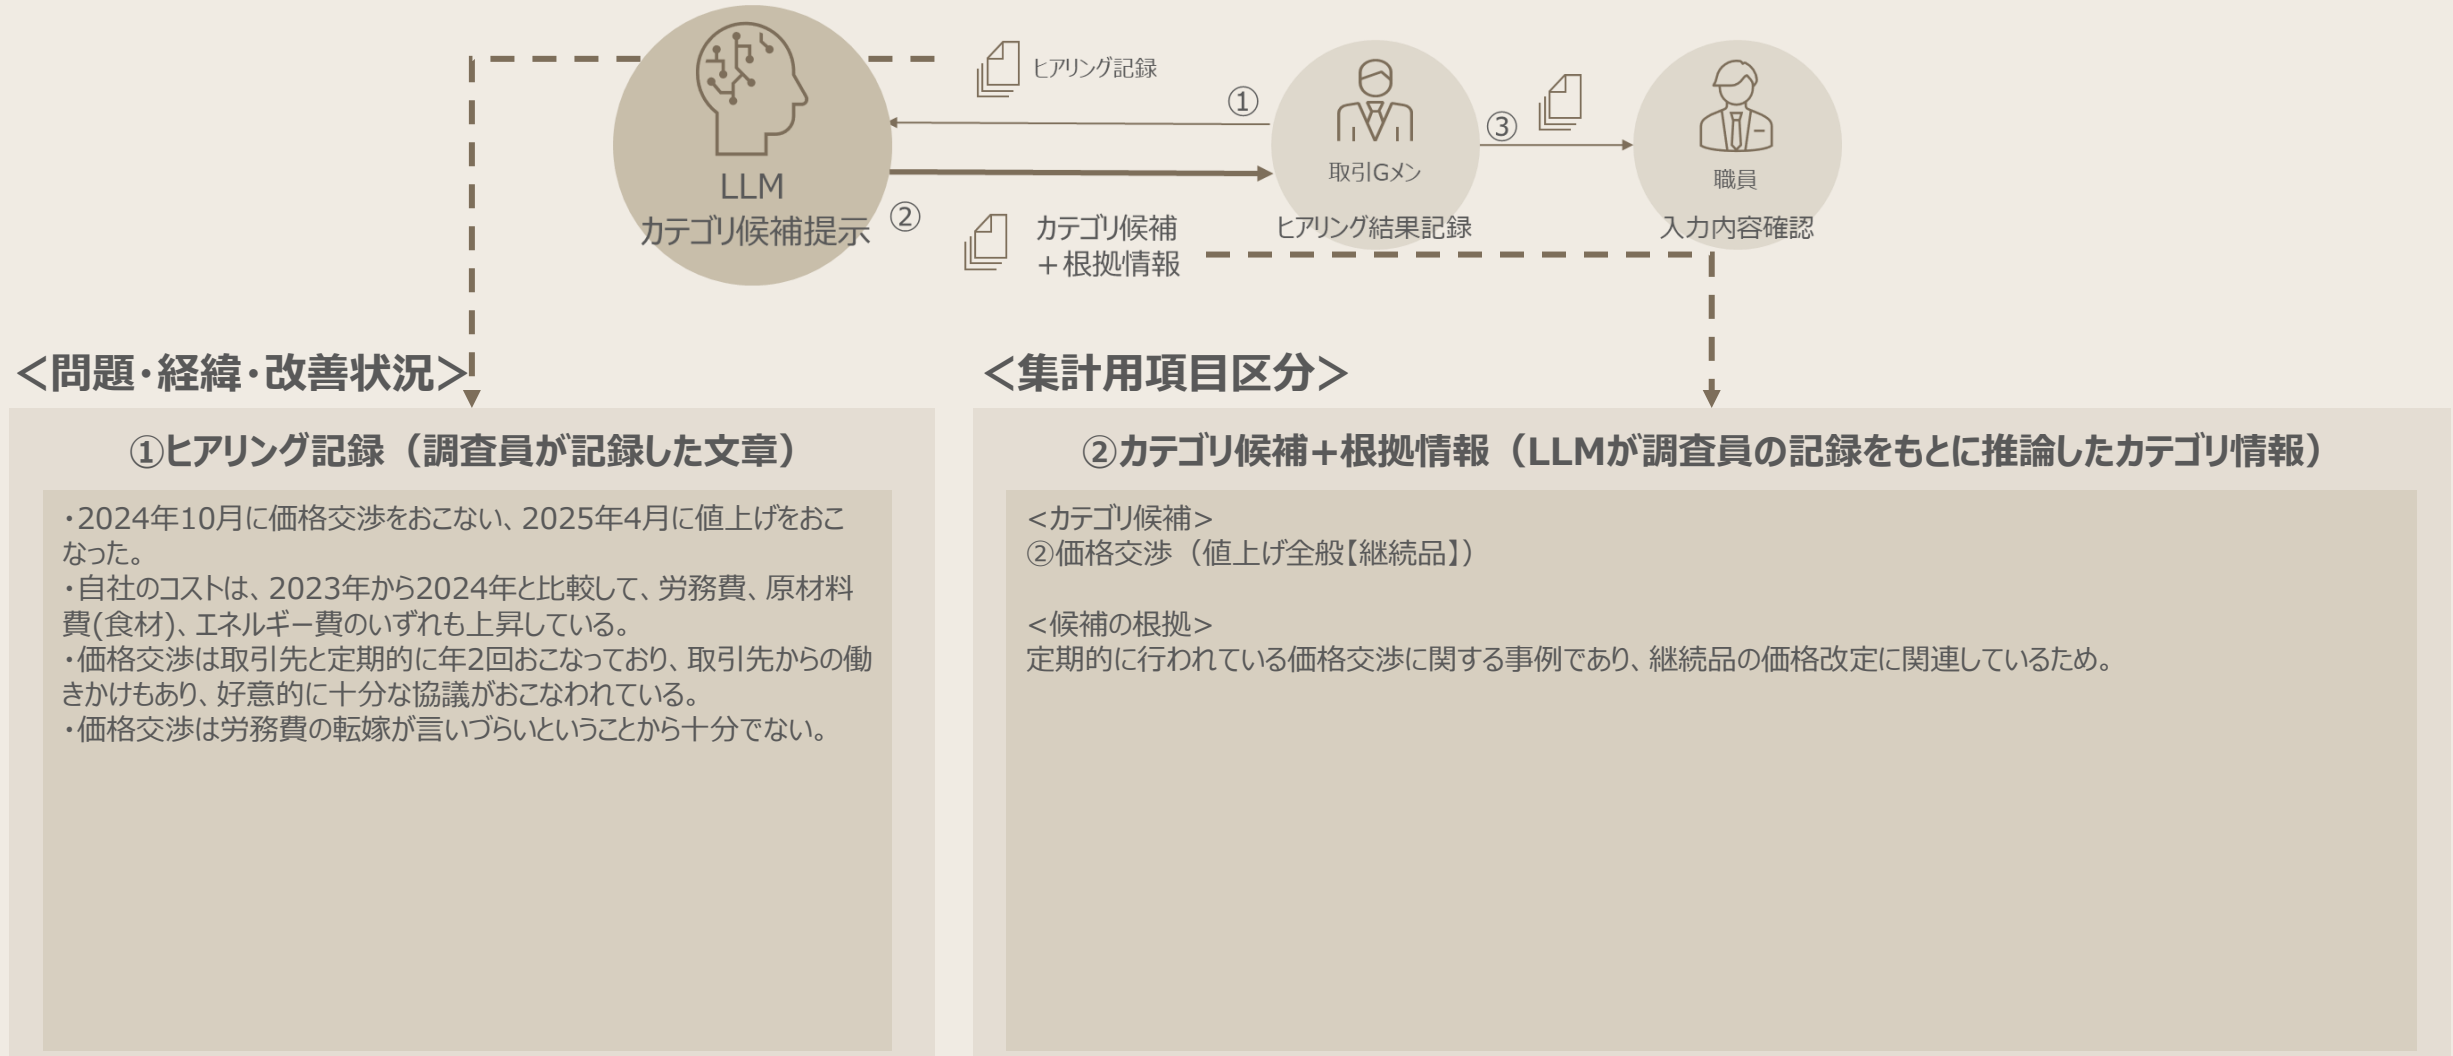 ヒアリング記録
①
③
取引Gメン
職員
LLM
カテゴリ候補提示
②
カテゴリ候補
＋根拠情報
ヒアリング結果記録
入力内容確認
＜問題・経緯・改善状況＞
＜集計用項目区分＞
①ヒアリング記録（調査員が記録した文章）
・2024年10月に価格交渉をおこない、2025年4月に値上げをおこ
なった。
・自社のコストは、2023年から2024年と比較して、労務費、原材料
費(食材)、エネルギー費のいずれも上昇している。
・価格交渉は取引先と定期的に年2回おこなっており、取引先からの働
きかけもあり、好意的に十分な協議がおこなわれている。
・価格交渉は労務費の転嫁が言いづらいということから十分でない。
②カテゴリ候補+根拠情報（LLMが調査員の記録をもとに推論したカテゴリ情報）
<カテゴリ候補>
②価格交渉（値上げ全般【継続品】）
<候補の根拠>
定期的に行われている価格交渉に関する事例であり、継続品の価格改定に関連しているため。